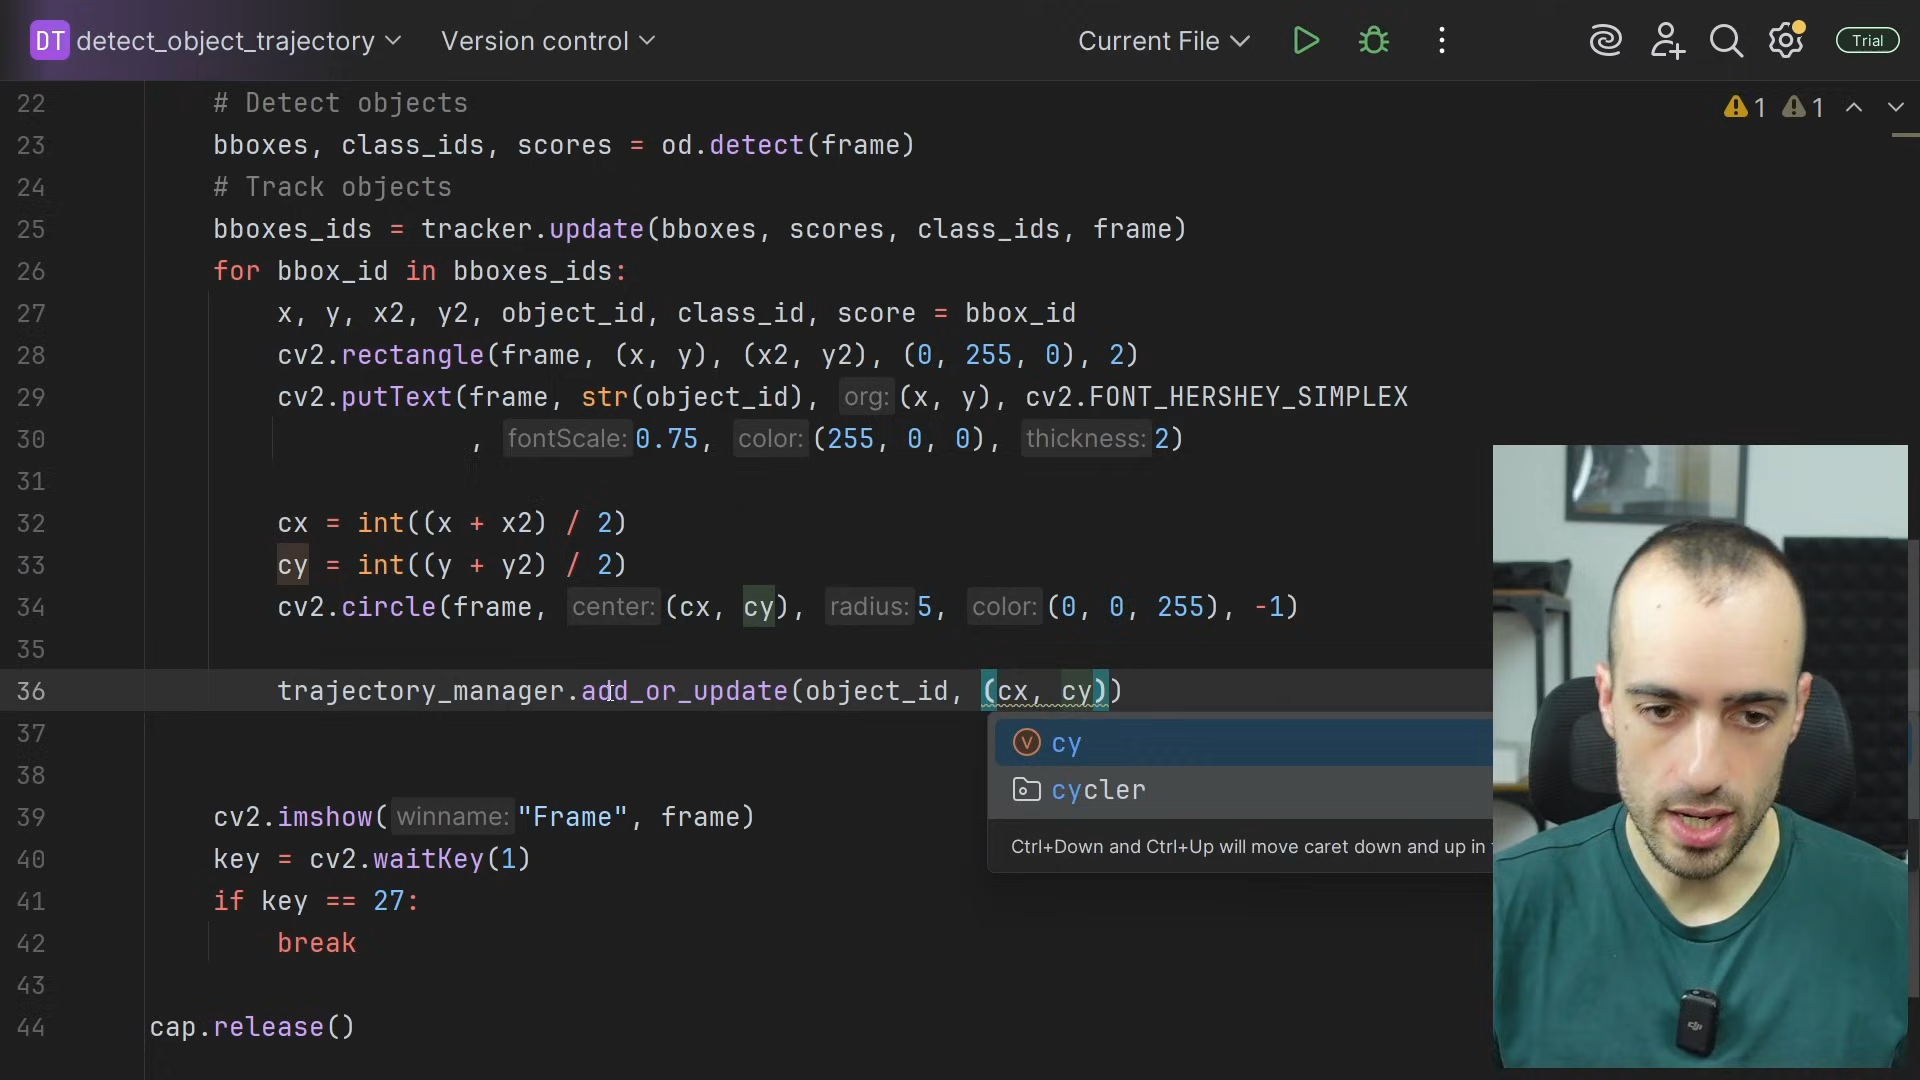 DT detect_object_trajectory Version control Current File Trial
22 # Detect objects
1 1
23 bboxes, class_ids, scores = od.detect(frame)
24 # Track objects
25 bboxes_ids = tracker.update(bboxes, scores, class_ids, frame)
26 for bbox_id in bboxes_ids:
27 x, y, x2, y2, object_id, class_id, score = bbox_id
28 cv2.rectangle(frame, (x, y), (x2, y2), (0, 255, 0), 2)
29 cv2.putText(frame, str(object_id), org: (x, y), cv2.FONT_HERSHEY_SIMPLEX
30 , fontScale: 0.75, color: (255, 0, 0), thickness: 2)
31
32 cx = int((x + x2) / 2)
33 cy = int((y + y2) / 2)
34 cv2.circle(frame, center: (cx, cy), radius: 5, color: (0, 0, 255), -1)
35
36 trajectory_manager.add_or_update(object_id, (cx, cy))
37
V cy
38
cycler
39 cv2.imshow( winname: "Frame", frame)
Ctrl+Down and Ctrl+Up will move caret down and up in
40 key = cv2.waitKey(1)
41 if key == 27:
42 break
43
44 cap.release()
dji